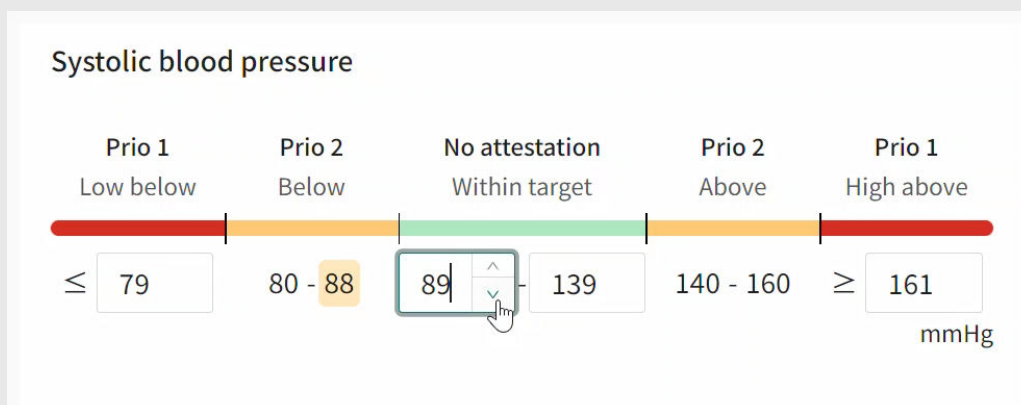 Systolic blood pressure
Prio 1 Prio 2 No attestation Prio 2 Prio 1
Low below Below Within target Above High above
≤ 79 80 - 88 89 - 139 140 - 160 ≥ 161
mmHg